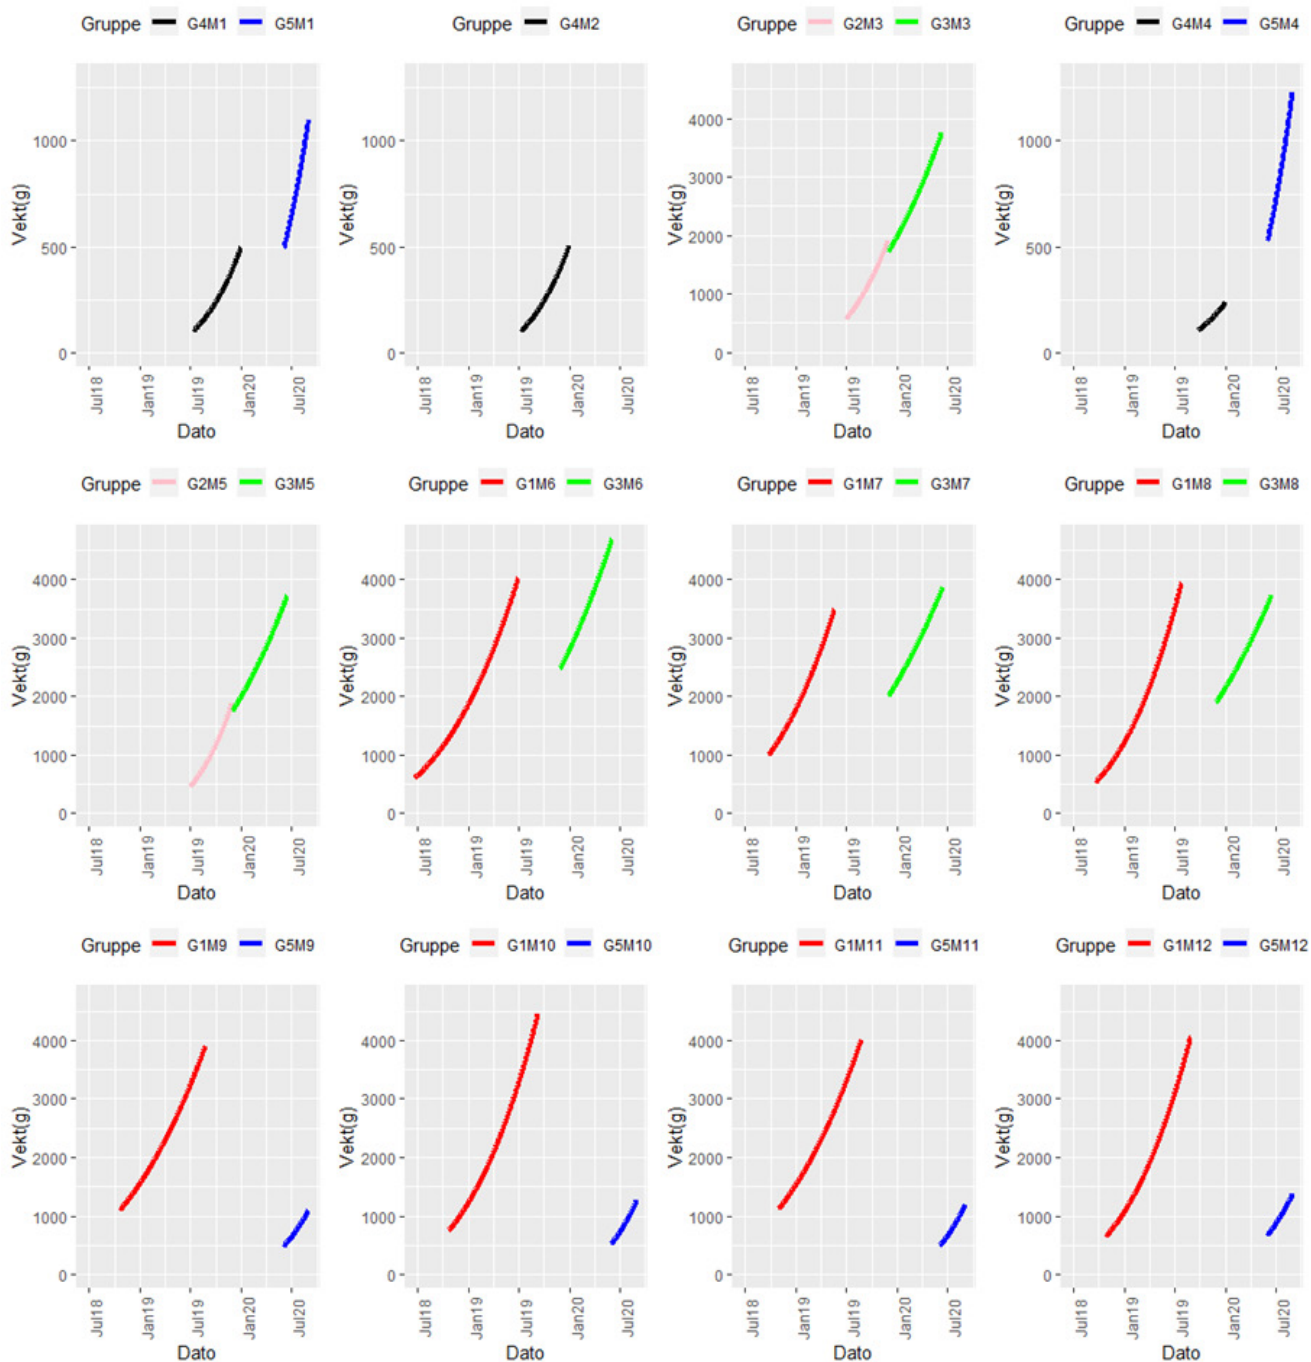 Gruppe G4M1 G5M1
Vekt(g)
1000
500
0
Jul18 Jan19 Jul19 Jan20 Jul20
Dato
Gruppe G4M2
Vekt(g)
1000
500
0
Jul18 Jan19 Jul19 Jan20 Jul20
Dato
Gruppe G2M3 G3M3
Vekt(g)
4000
3000
2000
1000
0
Jul18 Jan19 Jul19 Jan20 Jul20
Dato
Gruppe G4M4 G5M4
Vekt(g)
1000
500
0
Jul18 Jan19 Jul19 Jan20 Jul20
Dato
Gruppe G2M5 G3M5
Vekt(g)
4000
3000
2000
1000
0
Jul18 Jan19 Jul19 Jan20 Jul20
Dato
Gruppe G1M6 G3M6
Vekt(g)
4000
3000
2000
1000
0
Jul18 Jan19 Jul19 Jan20 Jul20
Dato
Gruppe G1M7 G3M7
Vekt(g)
4000
3000
2000
1000
0
Jul18 Jan19 Jul19 Jan20 Jul20
Dato
Gruppe G1M8 G3M8
Vekt(g)
4000
3000
2000
1000
0
Jul18 Jan19 Jul19 Jan20 Jul20
Dato
Gruppe G1M9 G5M9
Vekt(g)
4000
3000
2000
1000
0
Jul18 Jan19 Jul19 Jan20 Jul20
Dato
Gruppe G1M10 G5M10
Vekt(g)
4000
3000
2000
1000
0
Jul18 Jan19 Jul19 Jan20 Jul20
Dato
Gruppe G1M11 G5M11
Vekt(g)
4000
3000
2000
1000
0
Jul18 Jan19 Jul19 Jan20 Jul20
Dato
Gruppe G1M12 G5M12
Vekt(g)
4000
3000
2000
1000
0
Jul18 Jan19 Jul19 Jan20 Jul20
Dato